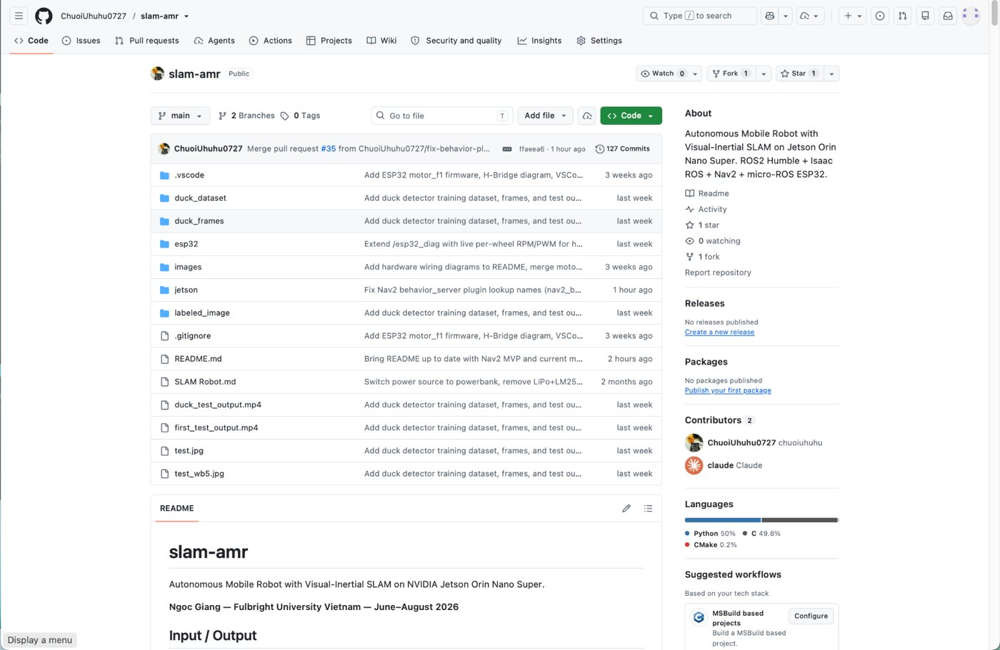 ChuoiUhuhu0727 / slam-amr
Type / to search
Code
Issues
Pull requests
Agents
Actions
Projects
Wiki
Security and quality
Insights
Settings
slam-amr Public
Watch 0
Fork 1
Star 1
main
2 Branches
0 Tags
Go to file T
Add file
Code
ChuoiUhuhu0727 Merge pull request #35 from ChuoiUhuhu0727/fix-behavior-pl... ffaeea6 · 1 hour ago 127 Commits
.vscode Add ESP32 motor_f1 firmware, H-Bridge diagram, VSCo... 3 weeks ago
duck_dataset Add duck detector training dataset, frames, and test ou... last week
duck_frames Add duck detector training dataset, frames, and test ou... last week
esp32 Extend /esp32_diag with live per-wheel RPM/PWM for h... last week
images Add hardware wiring diagrams to README, merge moto... 3 weeks ago
jetson Fix Nav2 behavior_server plugin lookup names (nav2_b... 1 hour ago
labeled_image Add duck detector training dataset, frames, and test ou... last week
.gitignore Add ESP32 motor_f1 firmware, H-Bridge diagram, VSCo... 3 weeks ago
README.md Bring README up to date with Nav2 MVP and current m... 2 hours ago
SLAM Robot.md Switch power source to powerbank, remove LiPo+LM25... 2 months ago
duck_test_output.mp4 Add duck detector training dataset, frames, and test ou... last week
first_test_output.mp4 Add duck detector training dataset, frames, and test ou... last week
test.jpg Add duck detector training dataset, frames, and test ou... last week
test_wb5.jpg Add duck detector training dataset, frames, and test ou... last week
README
slam-amr
Autonomous Mobile Robot with Visual-Inertial SLAM on NVIDIA Jetson Orin Nano Super.
Ngoc Giang — Fulbright University Vietnam — June–August 2026
Input / Output
About
Autonomous Mobile Robot with
Visual-Inertial SLAM on Jetson Orin
Nano Super. ROS2 Humble + Isaac
ROS + Nav2 + micro-ROS ESP32.
Readme
Activity
1 star
0 watching
1 fork
Report repository
Releases
No releases published
Create a new release
Packages
No packages published
Publish your first package
Contributors 2
ChuoiUhuhu0727 chuoiuhuhu
claude Claude
Languages
Python 50% C 49.8%
CMake 0.2%
Suggested workflows
Based on your tech stack
MSBuild based
projects
Configure
Build a MSBuild based
project.
Display a menu